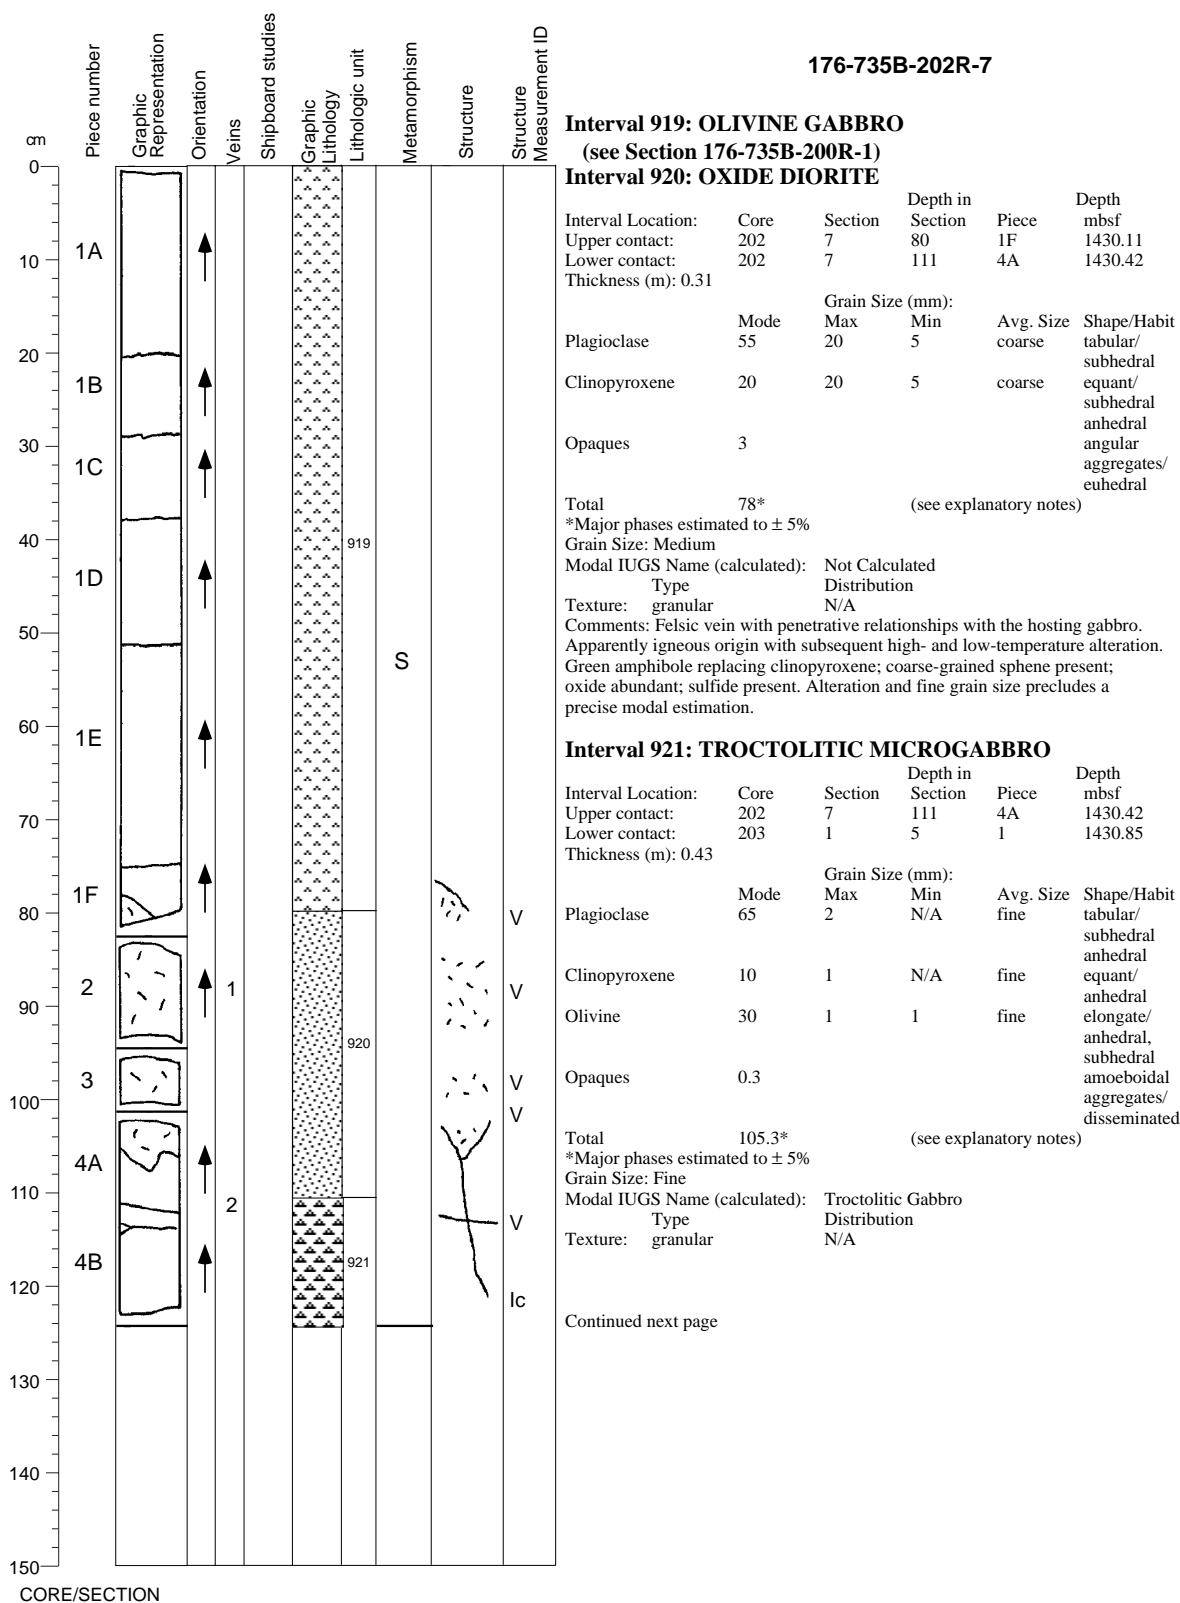 176-735B-202R-7
cm
Piece number
Graphic Representation
Orientation
Veins
Shipboard studies
Graphic Lithology
Lithologic unit
Metamorphism
Structure
Structure Measurement ID
0
10
20
30
40
50
60
70
80
90
100
110
120
130
140
150
CORE/SECTION
1A
1B
1C
1D
1E
1F
2
3
4A
4B
1
2
919
920
921
S
V
V
V
V
V
Ic
Interval 919: OLIVINE GABBRO
(see Section 176-735B-200R-1)
Interval 920: OXIDE DIORITE
Depth in Depth
Interval Location: Core Section Section Piece mbsf
Upper contact: 202 7 80 1F 1430.11
Lower contact: 202 7 111 4A 1430.42
Thickness (m): 0.31
Grain Size (mm):
Mode Max Min Avg. Size Shape/Habit
Plagioclase 55 20 5 coarse tabular/
subhedral
Clinopyroxene 20 20 5 coarse equant/
subhedral
anhedral
Opaques 3 angular
aggregates/
euhedral
Total 78* (see explanatory notes)
*Major phases estimated to ± 5%
Grain Size: Medium
Modal IUGS Name (calculated): Not Calculated
Type Distribution
Texture: granular N/A
Comments: Felsic vein with penetrative relationships with the hosting gabbro.
Apparently igneous origin with subsequent high- and low-temperature alteration.
Green amphibole replacing clinopyroxene; coarse-grained sphene present;
oxide abundant; sulfide present. Alteration and fine grain size precludes a
precise modal estimation.
Interval 921: TROCTOLITIC MICROGABBRO
Depth in Depth
Interval Location: Core Section Section Piece mbsf
Upper contact: 202 7 111 4A 1430.42
Lower contact: 203 1 5 1 1430.85
Thickness (m): 0.43
Grain Size (mm):
Mode Max Min Avg. Size Shape/Habit
Plagioclase 65 2 N/A fine tabular/
subhedral
anhedral
Clinopyroxene 10 1 N/A fine equant/
anhedral
Olivine 30 1 1 fine elongate/
anhedral,
subhedral
Opaques 0.3 amoeboidal
aggregates/
disseminated
Total 105.3* (see explanatory notes)
*Major phases estimated to ± 5%
Grain Size: Fine
Modal IUGS Name (calculated): Troctolitic Gabbro
Type Distribution
Texture: granular N/A
Continued next page